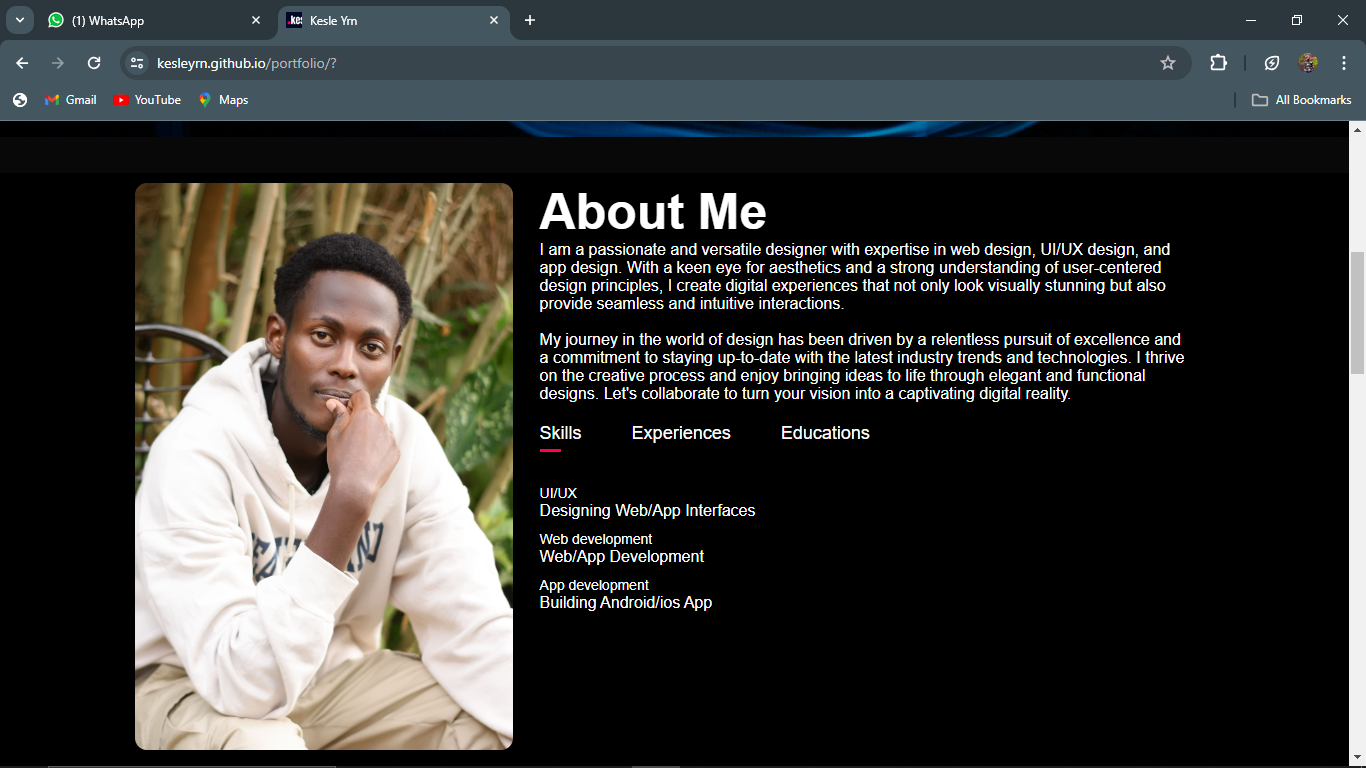 (1) WhatsApp
Kesle Yrn
kesleyrn.github.io/portfolio/?
Gmail
YouTube
Maps
All Bookmarks
About Me
I am a passionate and versatile designer with expertise in web design, UI/UX design, and
app design. With a keen eye for aesthetics and a strong understanding of user-centered
design principles, I create digital experiences that not only look visually stunning but also
provide seamless and intuitive interactions.
My journey in the world of design has been driven by a relentless pursuit of excellence and
a commitment to staying up-to-date with the latest industry trends and technologies. I thrive
on the creative process and enjoy bringing ideas to life through elegant and functional
designs. Let's collaborate to turn your vision into a captivating digital reality.
Skills
Experiences
Educations
UI/UX
Designing Web/App Interfaces
Web development
Web/App Development
App development
Building Android/ios App